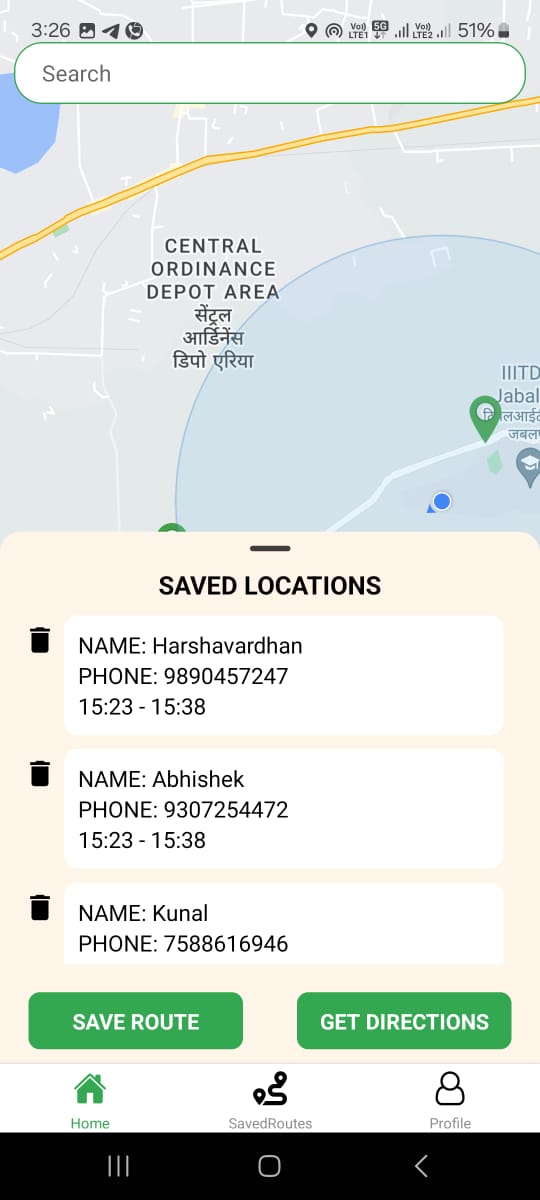 3:26
Vo)) LTE1 5G Vo)) LTE2 51%
Search
CENTRAL
ORDINANCE
DEPOT AREA
सेंट्रल
आर्डिनेंस
डिपो एरिया
IIITD
Jabal
जबलप
SAVED LOCATIONS
NAME: Harshavardhan
PHONE: 9890457247
15:23 - 15:38
NAME: Abhishek
PHONE: 9307254472
15:23 - 15:38
NAME: Kunal
PHONE: 7588616946
SAVE ROUTE
GET DIRECTIONS
Home
SavedRoutes
Profile